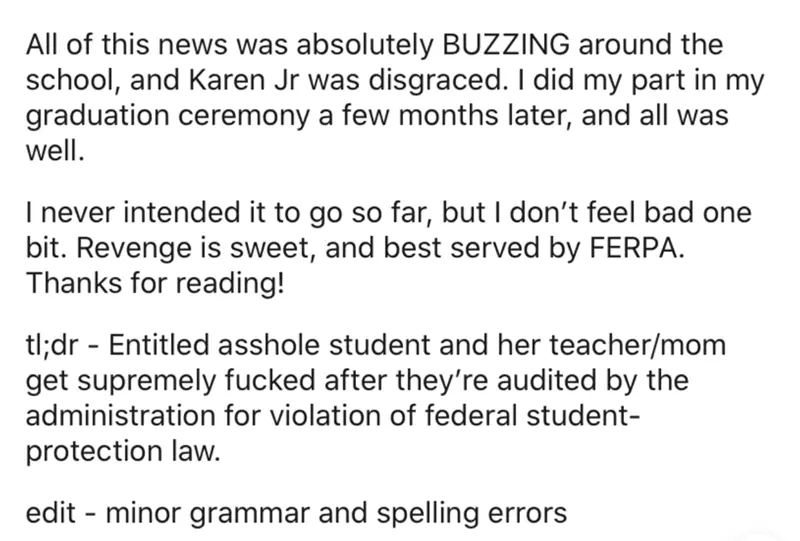 All of this news was absolutely BUZZING around the
school, and Karen Jr was disgraced. I did my part in my
graduation ceremony a few months later, and all was
well.
I never intended it to go so far, but I don’t feel bad one
bit. Revenge is sweet, and best served by FERPA.
Thanks for reading!
tl;dr - Entitled asshole student and her teacher/mom
get supremely fucked after they’re audited by the
administration for violation of federal student-
protection law.
edit - minor grammar and spelling errors